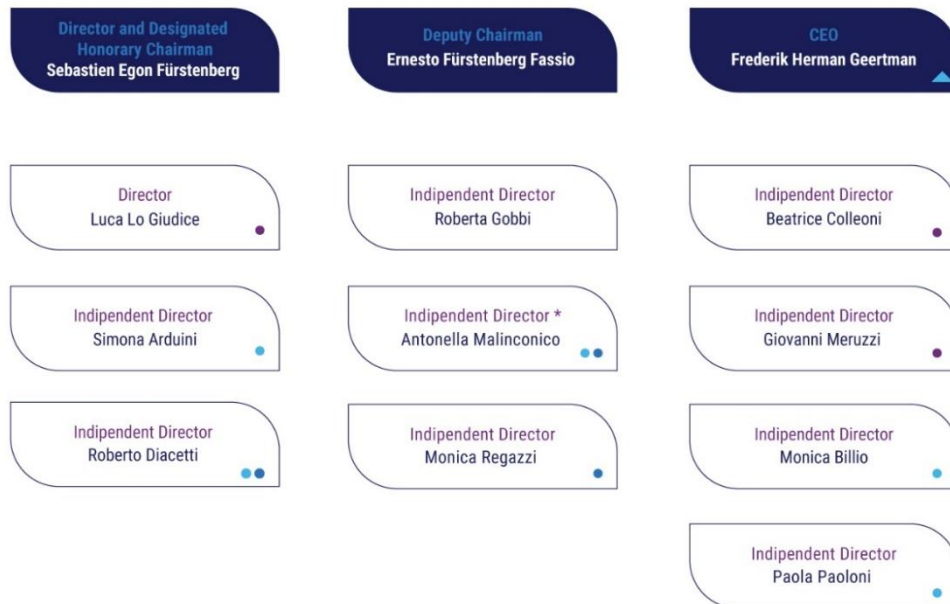 Director and Designated
Honorary Chairman
Sebastien Egon Fürstenberg
Deputy Chairman
Ernesto Fürstenberg Fassio
CEO
Frederik Herman Geertman
Director
Luca Lo Giudice
Indipendent Director
Roberta Gobbi
Indipendent Director
Beatrice Colleoni
Indipendent Director
Simona Arduini
Indipendent Director *
Antonella Malinconico
Indipendent Director
Giovanni Meruzzi
Indipendent Director
Roberto Diacetti
Indipendent Director
Monica Regazzi
Indipendent Director
Monica Billio
Indipendent Director
Paola Paoloni